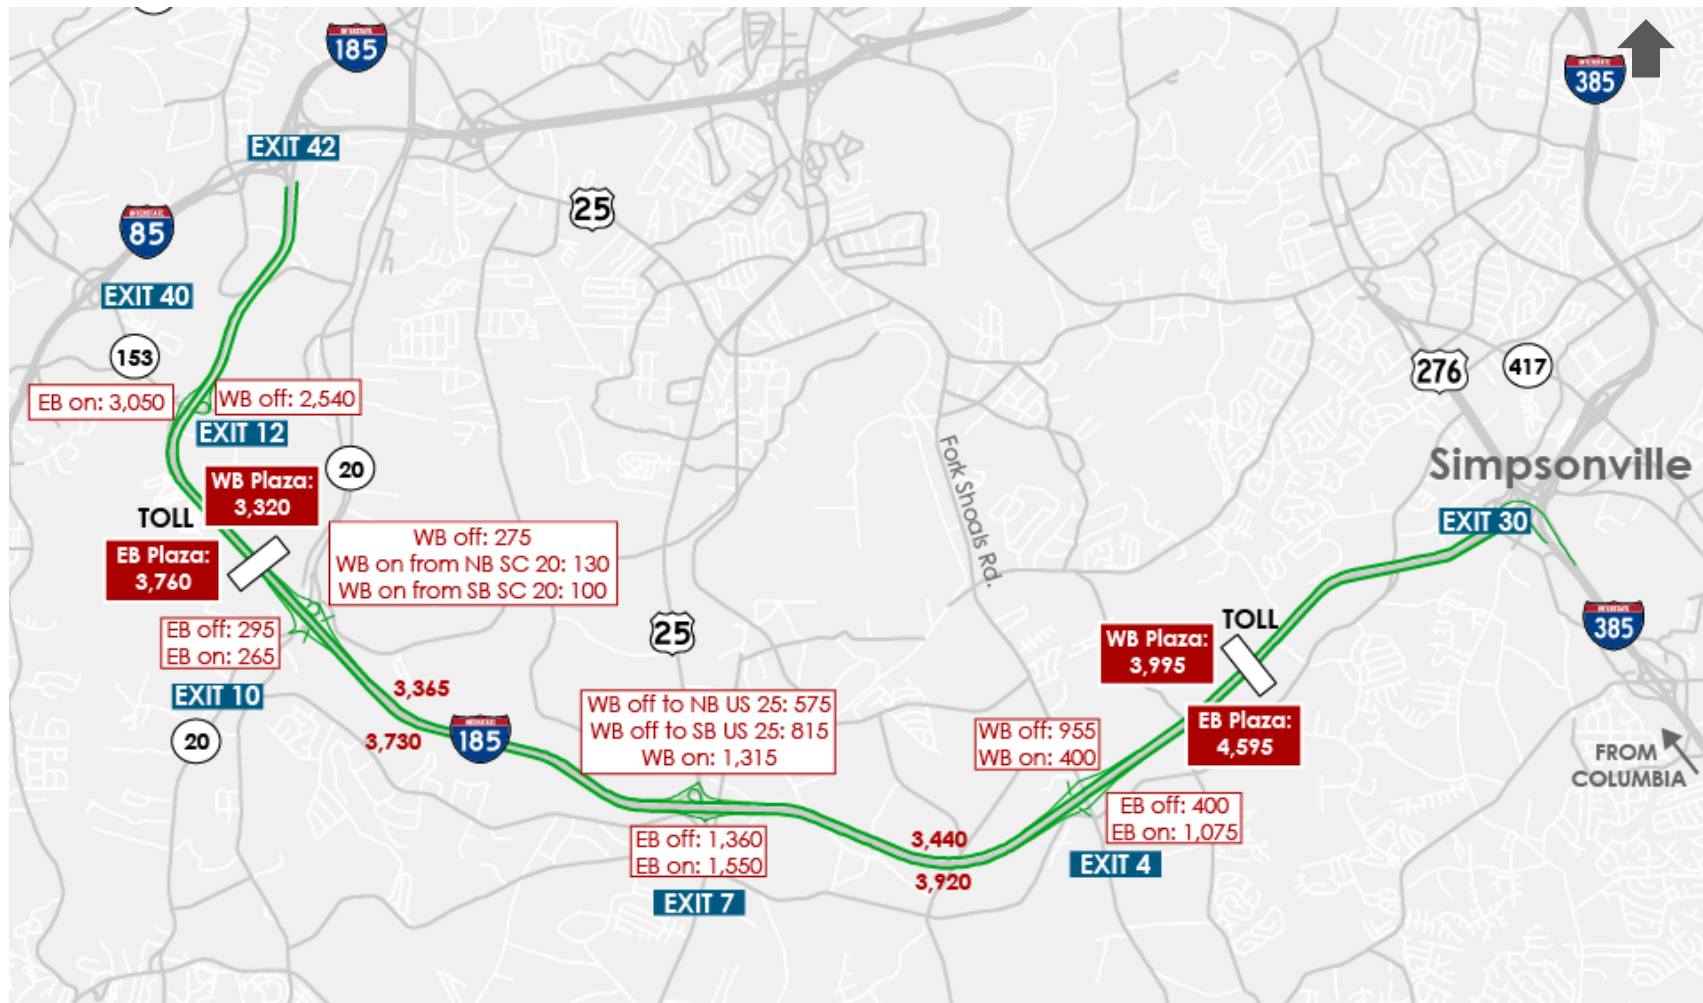 INTERSTATE
185
INTERSTATE
385
EXIT 42
25
INTERSTATE
85
EXIT 40
153
276
417
EB on: 3,050
WB off: 2,540
EXIT 12
Fork Shoals Rd.
Simpsonville
20
WB Plaza:
3,320
TOLL
EXIT 30
EB Plaza:
3,760
WB off: 275
WB on from NB SC 20: 130
WB on from SB SC 20: 100
EB off: 295
EB on: 265
25
TOLL
INTERSTATE
385
WB Plaza:
3,995
EXIT 10
3,365
WB off to NB US 25: 575
WB off to SB US 25: 815
WB on: 1,315
20
3,730
INTERSTATE
185
WB off: 955
WB on: 400
EB Plaza:
4,595
FROM
COLUMBIA
EB off: 400
EB on: 1,075
EB off: 1,360
EB on: 1,550
3,440
3,920
EXIT 4
EXIT 7